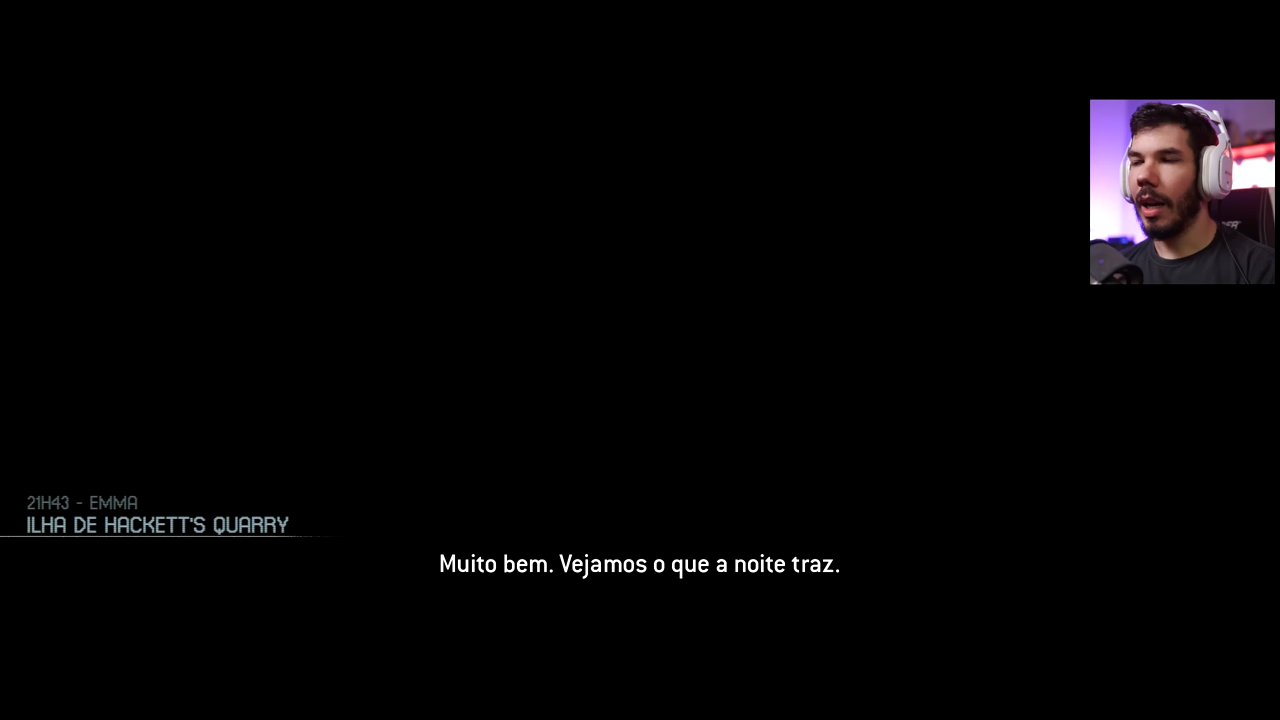 21H43 - EMMA
ILHA DE HACKETT'S QUARRY
Muito bem. Vejamos o que a noite traz.